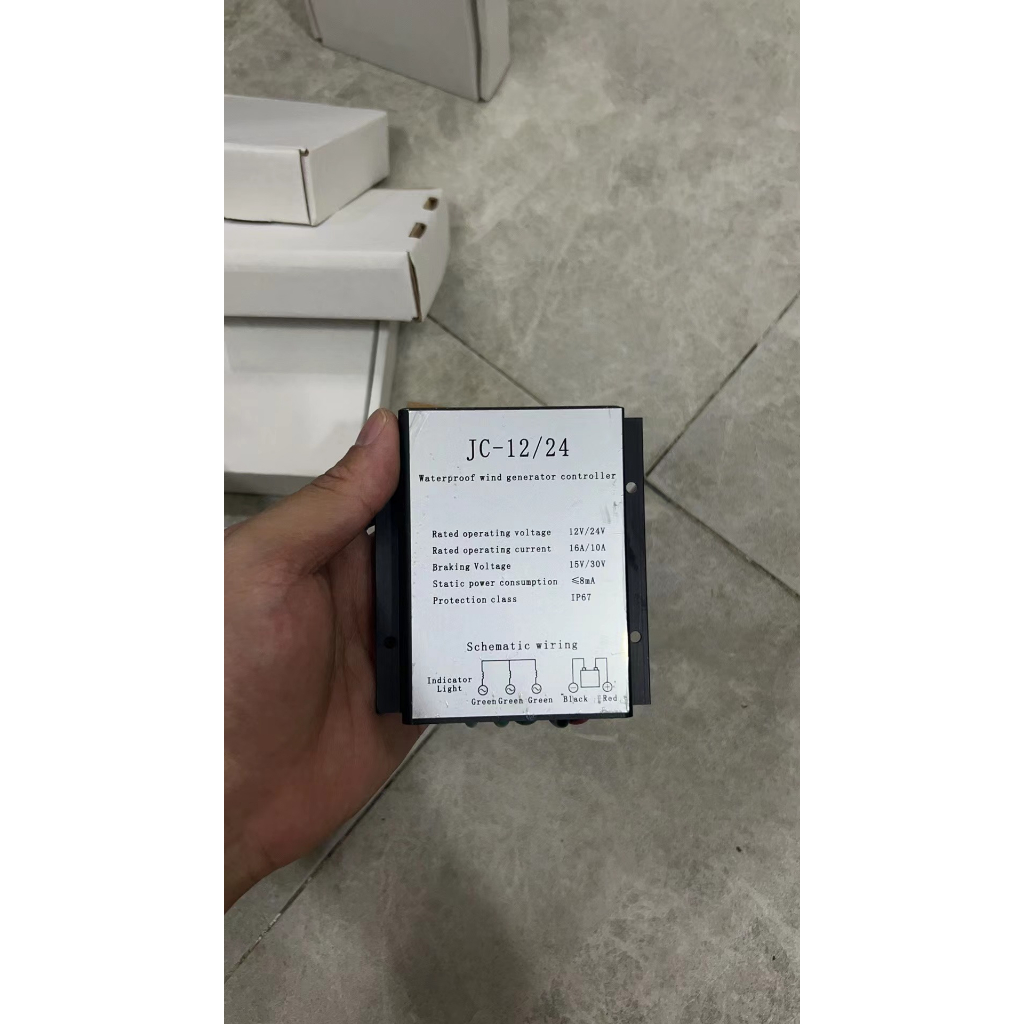 JC-12/24
Waterproof wind generator controller
Rated operating voltage 12V/24V
Rated operating current 16A/10A
Braking Voltage 15V/30V
Static power consumption ≤8mA
Protection class IP67
Schematic wiring
Indicator
Light
Green Green Green Black Red